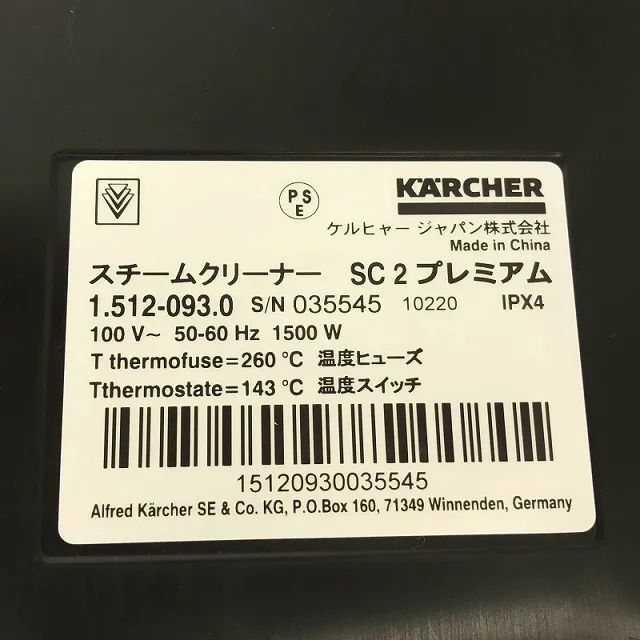 PS
E
KÄRCHER
ケルヒャー ジャパン株式会社
Made in China
スチームクリーナー SC 2 プレミアム
1.512-093.0 S/N 035545 10220 IPX4
100 V~ 50-60 Hz 1500 W
T thermofuse=260 °C 温度ヒューズ
Tthermostate=143 °C 温度スイッチ
15120930035545
Alfred Kärcher SE & Co. KG, P.O.Box 160, 71349 Winnenden, Germany